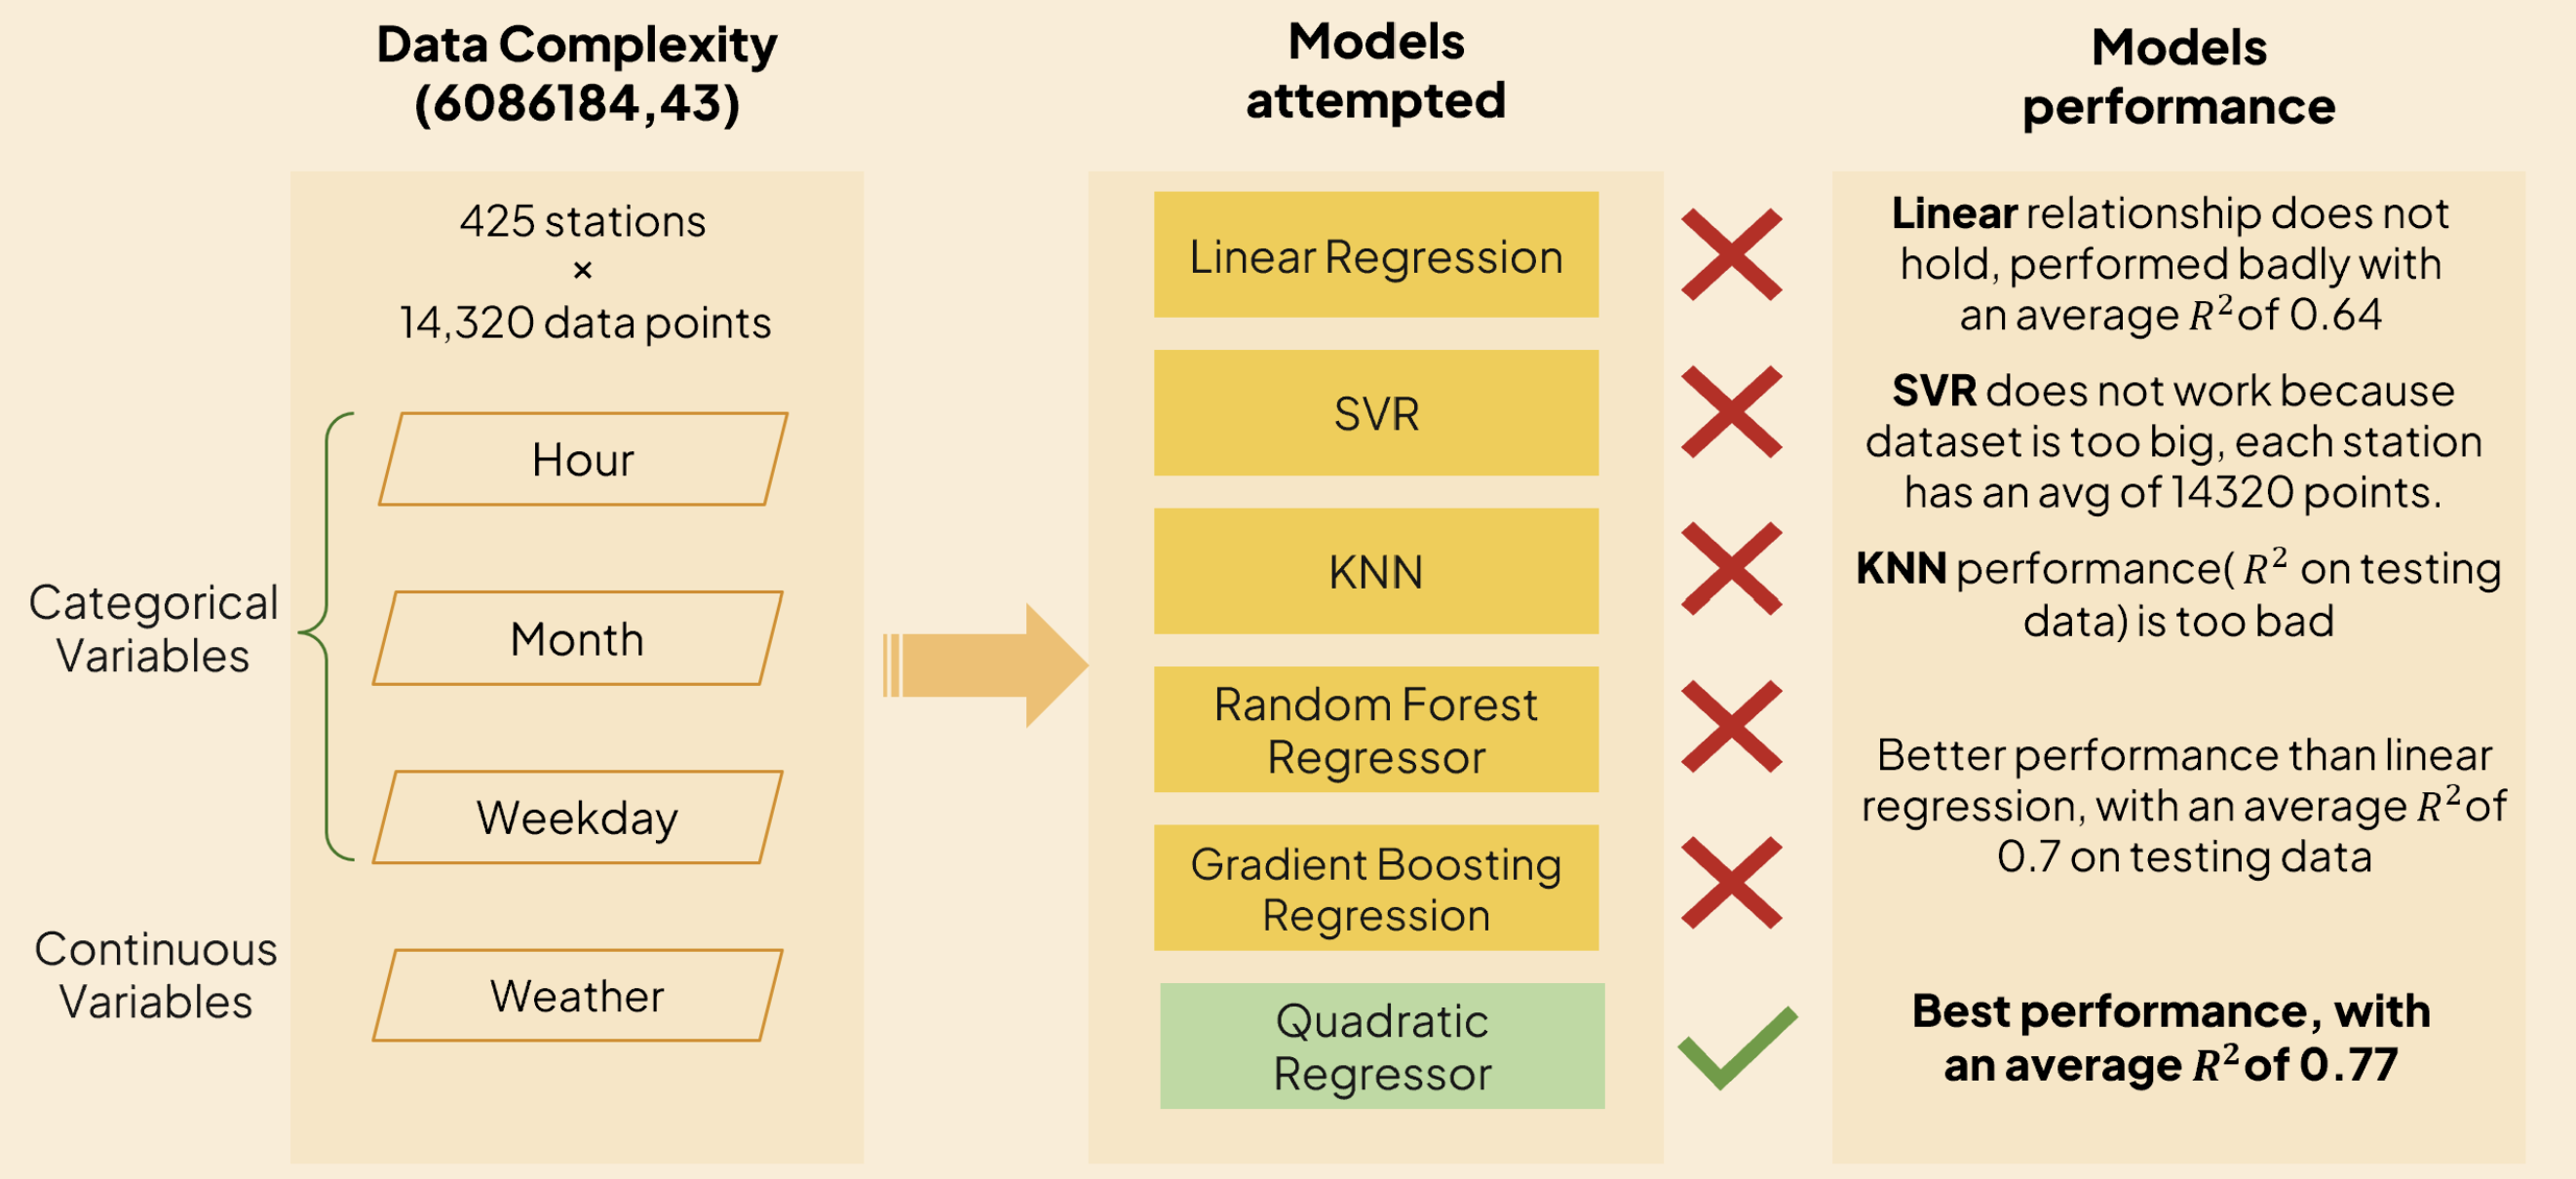 Data Complexity
(6086184,43)
425 stations
×
14,320 data points
Categorical
Variables
Hour
Month
Weekday
Continuous
Variables
Weather
Models
attempted
Linear Regression
SVR
KNN
Random Forest
Regressor
Gradient Boosting
Regression
Quadratic
Regressor
Models
performance
Linear relationship does not
hold, performed badly with
an average R² of 0.64
SVR does not work because
dataset is too big, each station
has an avg of 14320 points.
KNN performance( R² on testing
data) is too bad
Better performance than linear
regression, with an average R² of
0.7 on testing data
Best performance, with
an average R² of 0.77